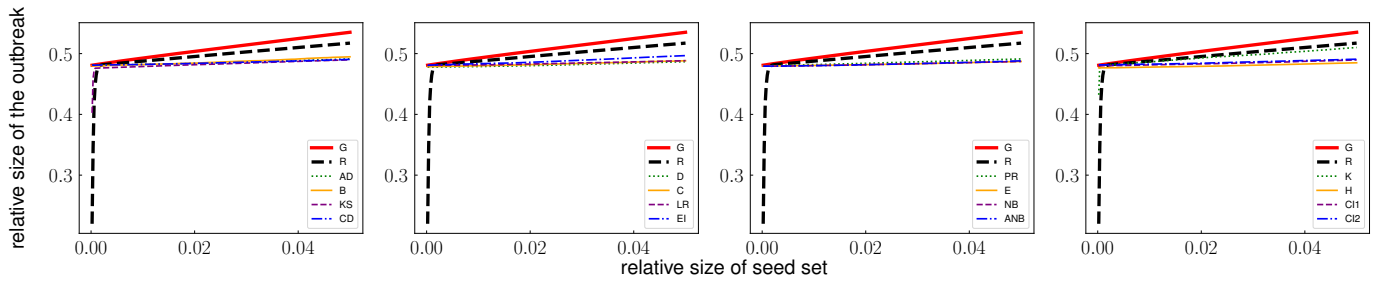 relative size of the outbreak
0.5
0.4
0.3
0.00
0.02
0.04
G
R
AD
B
KS
CD
0.5
0.4
0.3
0.00
0.02
0.04
G
R
D
C
LR
EI
0.5
0.4
0.3
0.00
0.02
0.04
G
R
PR
E
NB
ANB
0.5
0.4
0.3
0.00
0.02
0.04
G
R
K
H
CI1
CI2
relative size of seed set